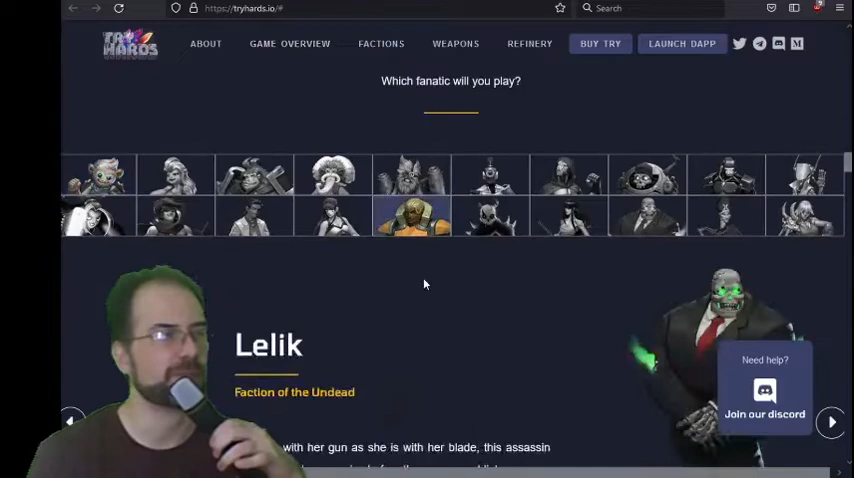 https://tryhards.io/#
Search
TRY HARDS
ABOUT
GAME OVERVIEW
FACTIONS
WEAPONS
REFINERY
BUY TRY
LAUNCH DAPP
Which fanatic will you play?
Lelik
Faction of the Undead
with her gun as she is with her blade, this assassin
Need help?
Join our discord